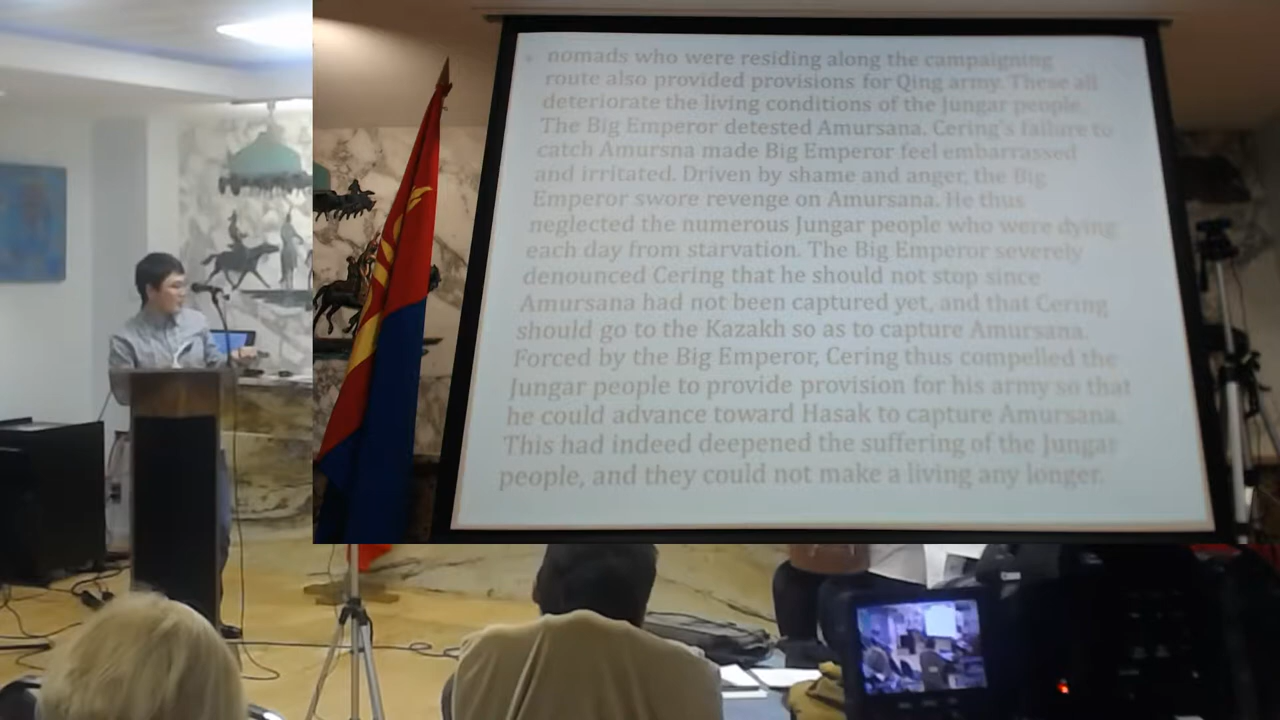 nomads who were residing along the campaigning
route also provided provisions for Qing army. These all
deteriorate the living conditions of the Jungar people.
The Big Emperor detested Amursana. Cering's failure to
catch Amursna made Big Emperor feel embarrassed
and irritated. Driven by shame and anger, the Big
Emperor swore revenge on Amursana. He thus
neglected the numerous Jungar people who were dying
each day from starvation. The Big Emperor severely
denounced Cering that he should not stop since
Amursana had not been captured yet, and that Cering
should go to the Kazakh so as to capture Amursana.
Forced by the Big Emperor, Cering thus compelled the
Jungar people to provide provision for his army so that
he could advance toward Hasak to capture Amursana.
This had indeed deepened the suffering of the Jungar
people, and they could not make a living any longer.
Canon